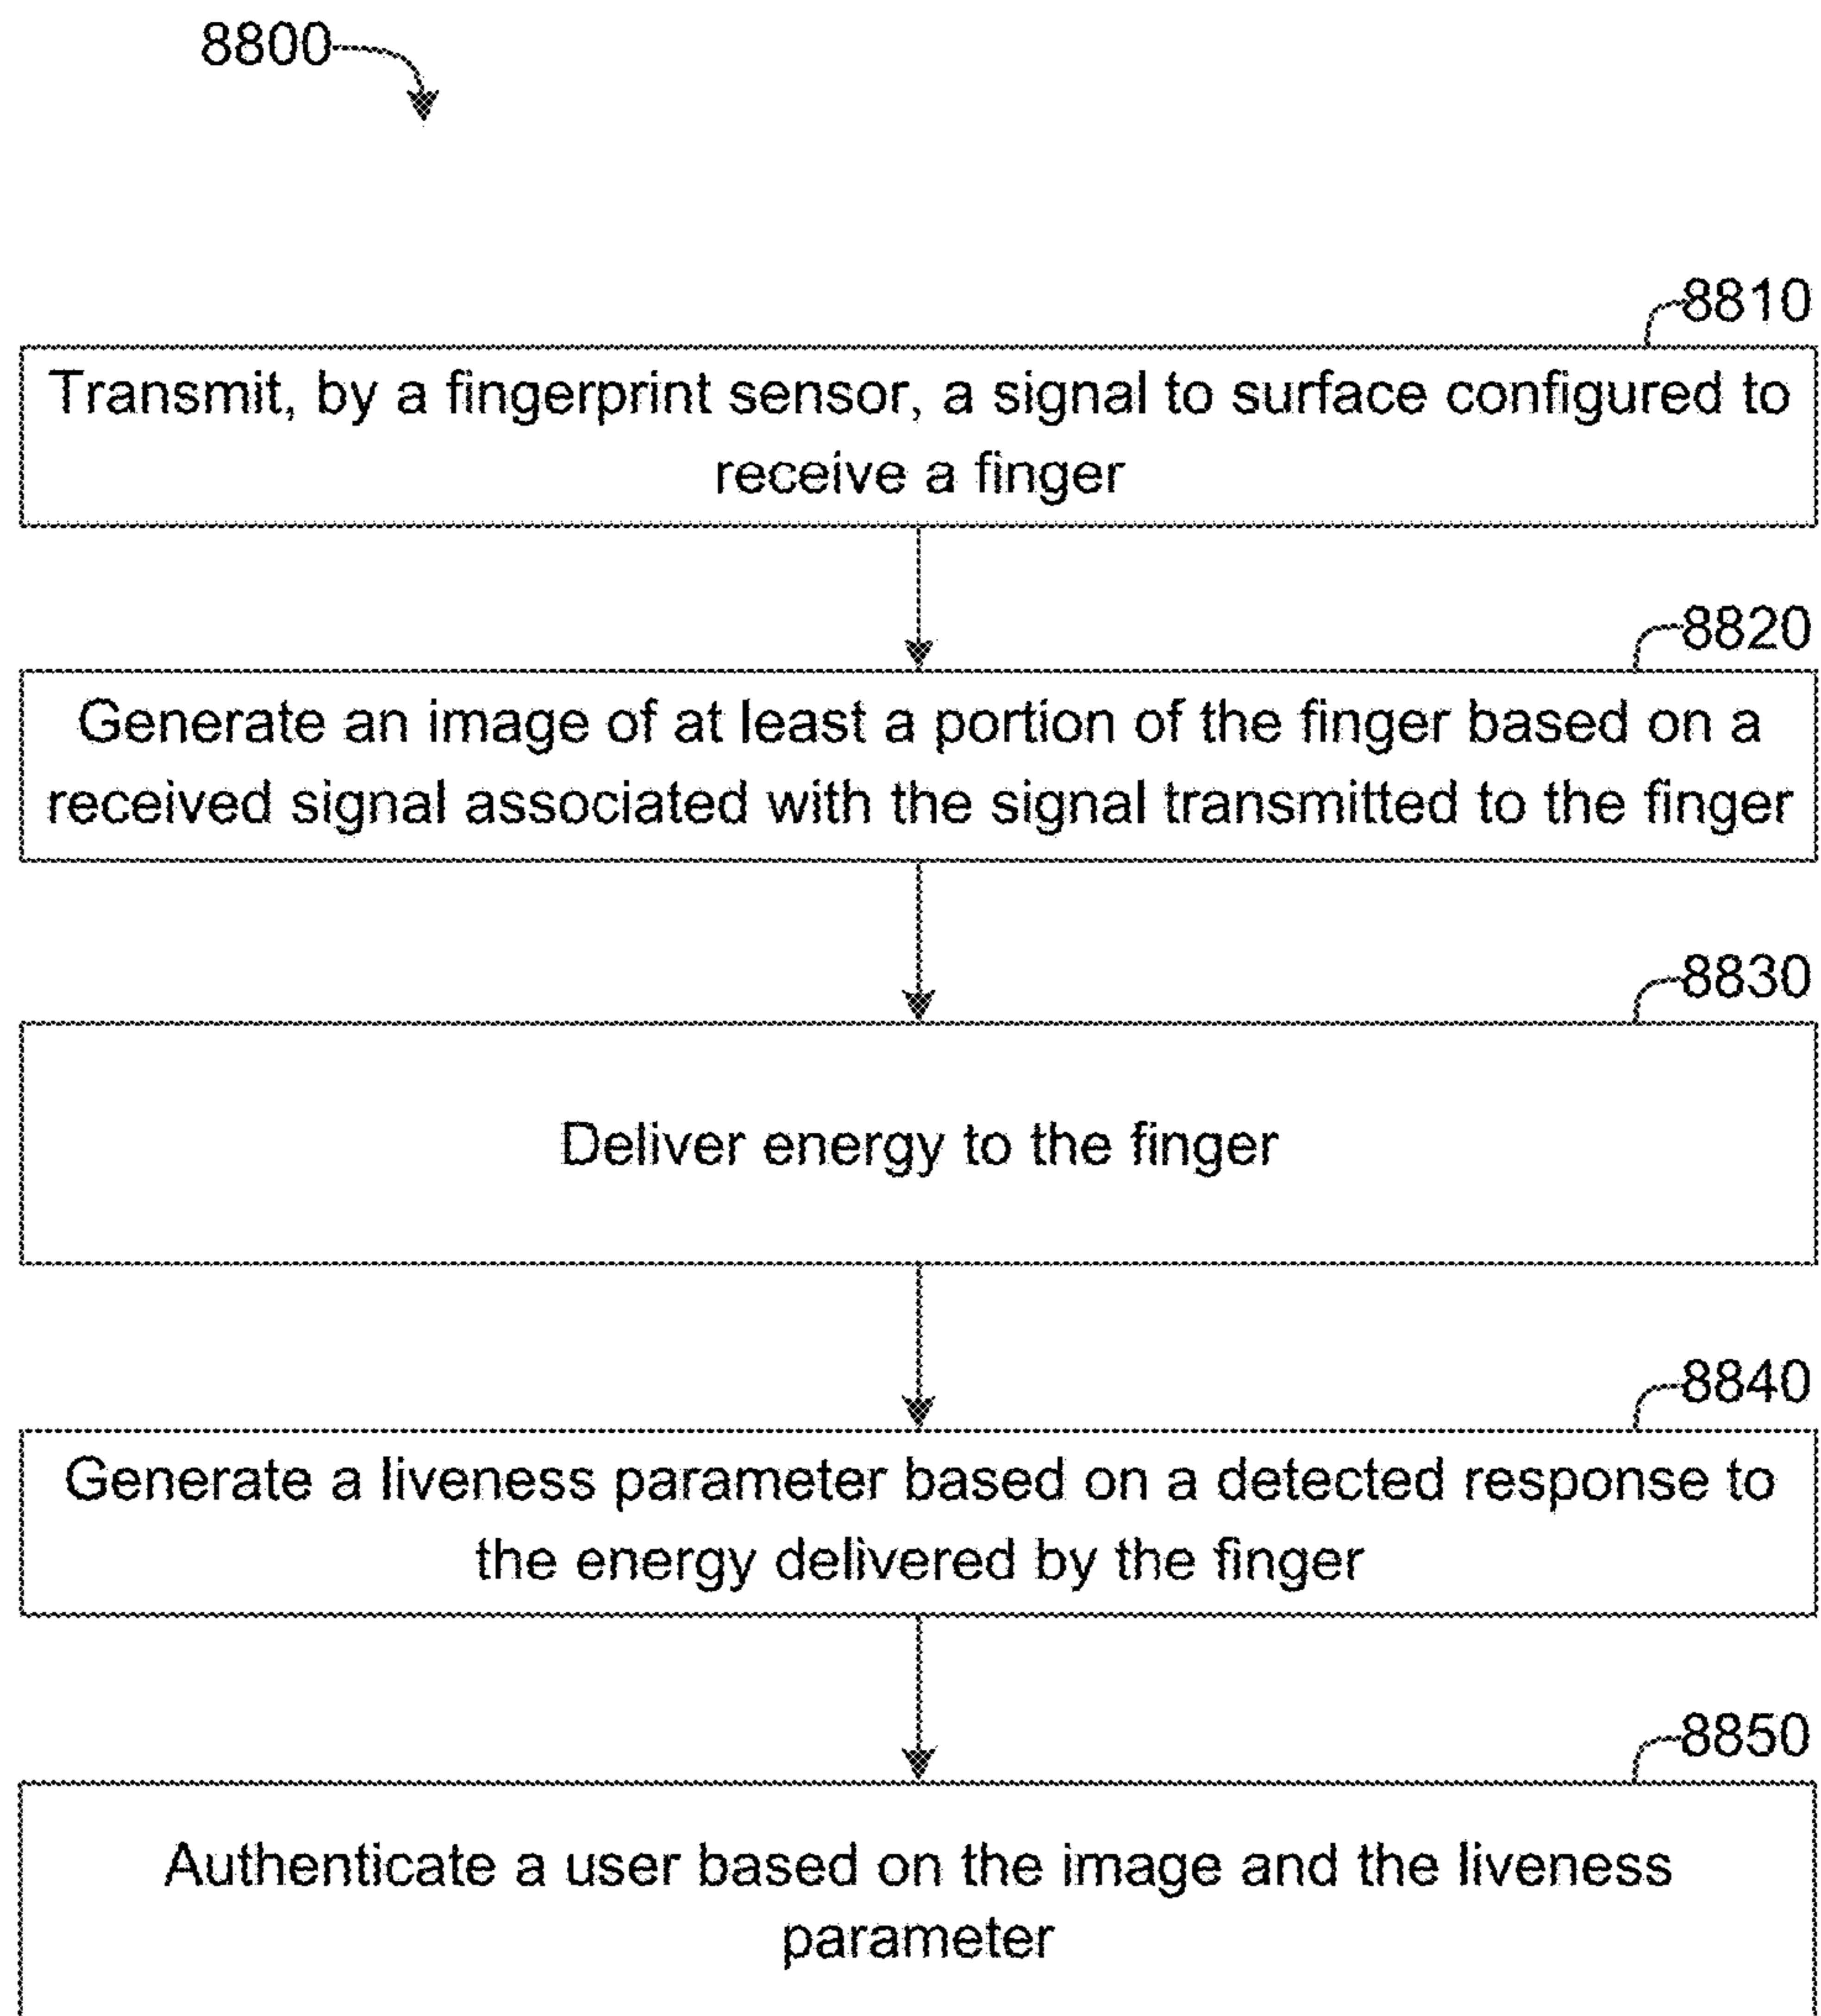 8800
8810
Transmit, by a fingerprint sensor, a signal to surface configured to
receive a finger
8820
Generate an image of at least a portion of the finger based on a
received signal associated with the signal transmitted to the finger
8830
Deliver energy to the finger
8840
Generate a liveness parameter based on a detected response to
the energy delivered by the finger
8850
Authenticate a user based on the image and the liveness
parameter